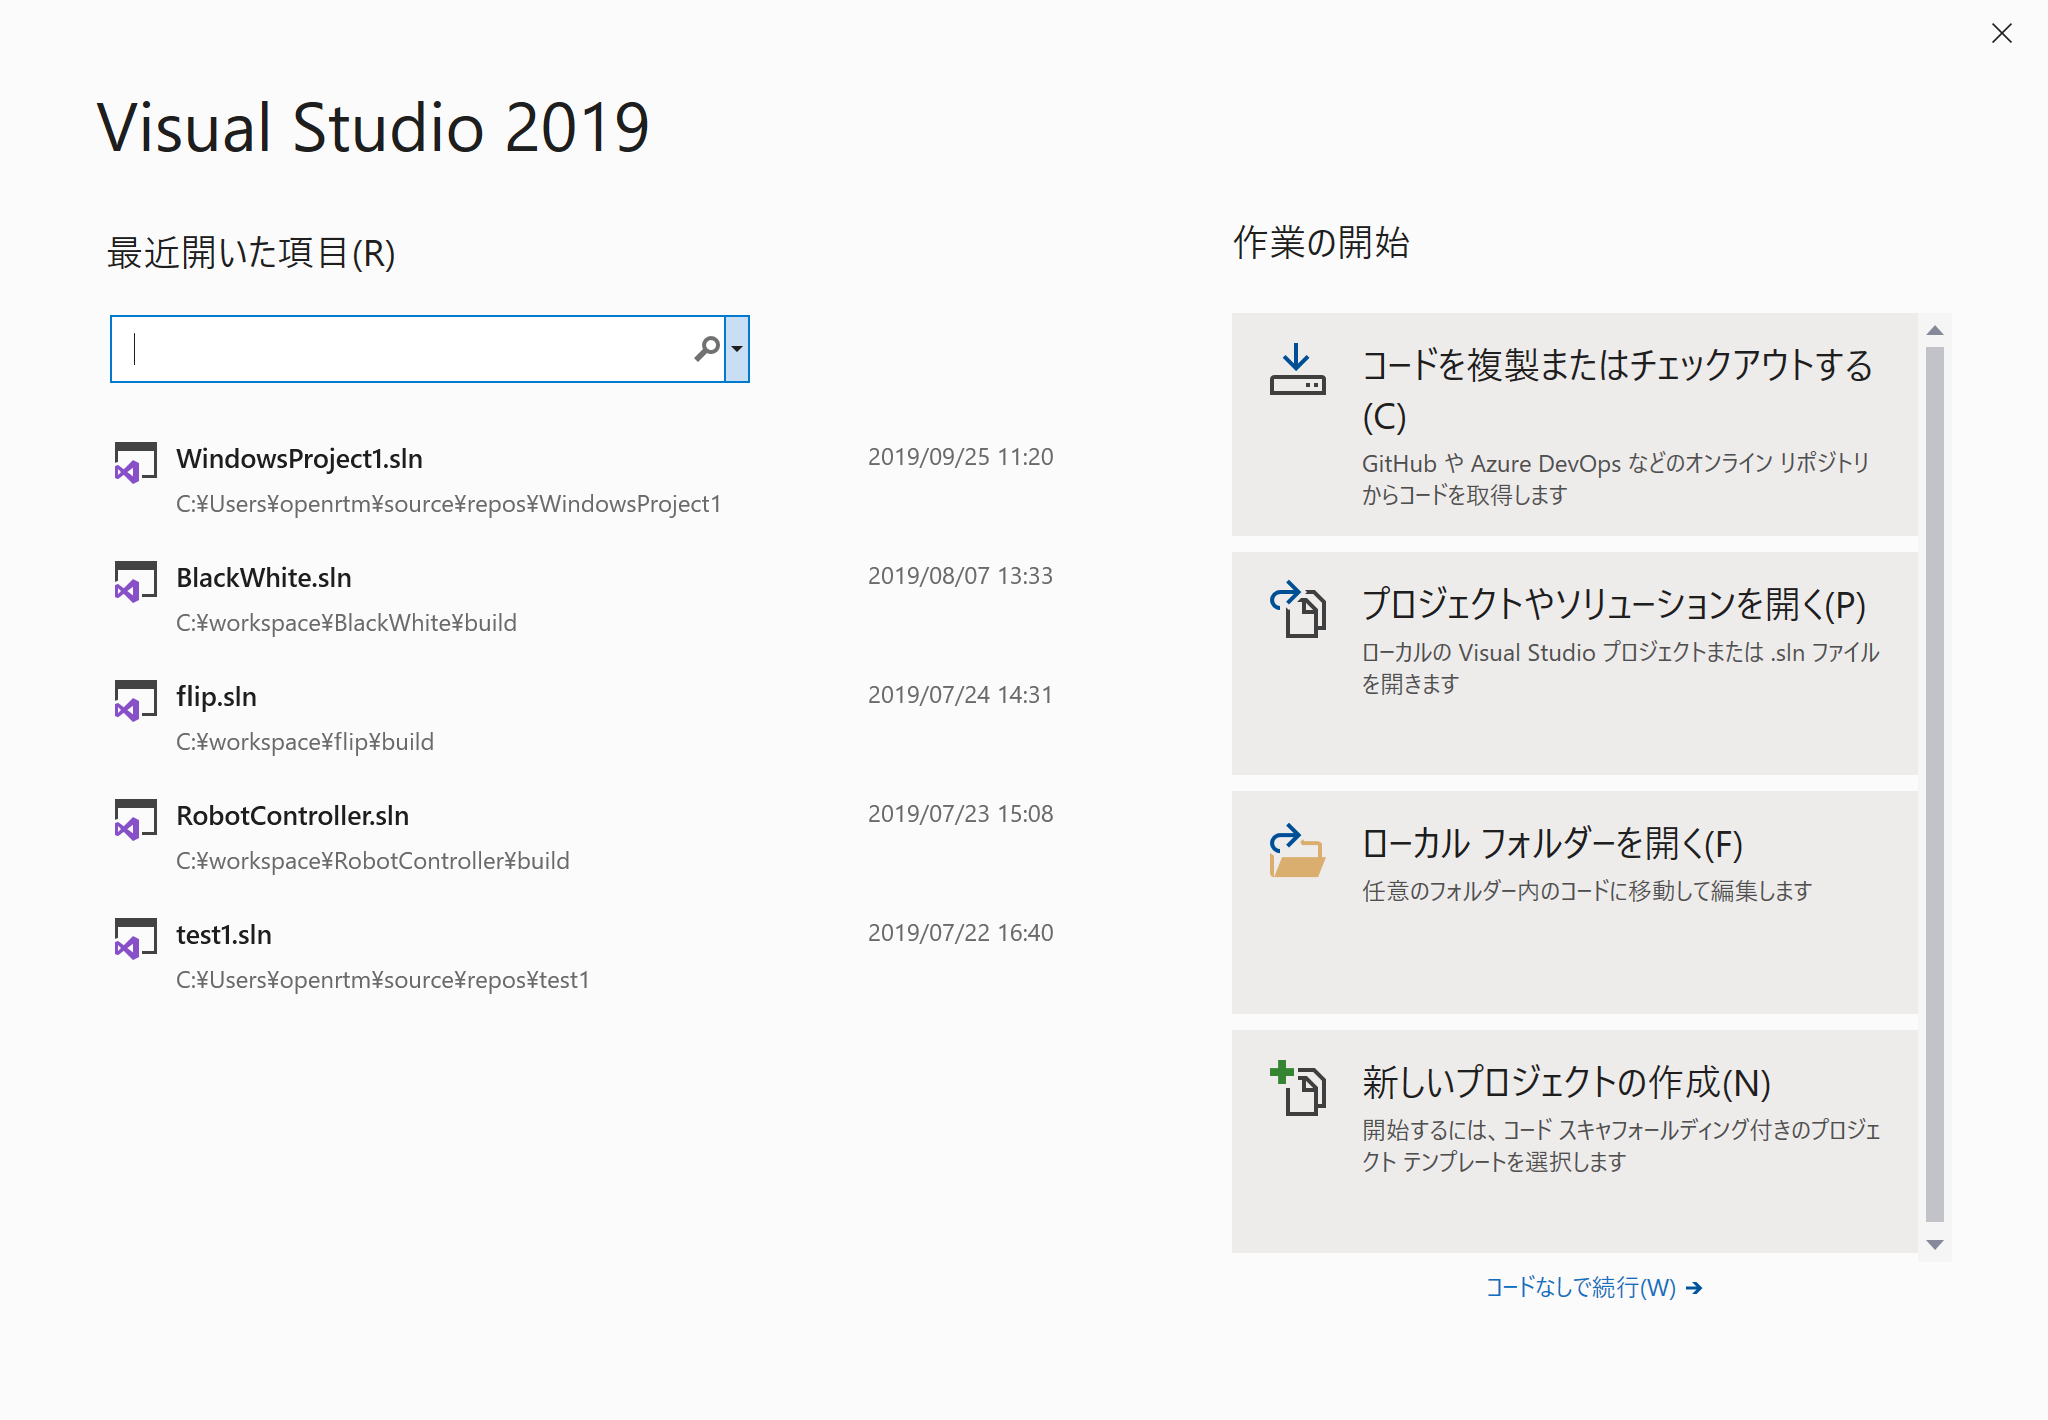 Visual Studio 2019
最近開いた項目(R)
WindowsProject1.sln
2019/09/25 11:20
C:¥Users¥openrtm¥source¥repos¥WindowsProject1
BlackWhite.sln
2019/08/07 13:33
C:¥workspace¥BlackWhite¥build
flip.sln
2019/07/24 14:31
C:¥workspace¥flip¥build
RobotController.sln
2019/07/23 15:08
C:¥workspace¥RobotController¥build
test1.sln
2019/07/22 16:40
C:¥Users¥openrtm¥source¥repos¥test1
作業の開始
コードを複製またはチェックアウトする
(C)
GitHub や Azure DevOps などのオンライン リポジトリ
からコードを取得します
プロジェクトやソリューションを開く(P)
ローカルの Visual Studio プロジェクトまたは .sln ファイル
を開きます
ローカル フォルダーを開く(F)
任意のフォルダー内のコードに移動して編集します
新しいプロジェクトの作成(N)
開始するには、コード スキャフォールディング付きのプロジェ
クト テンプレートを選択します
コードなしで続行(W) →